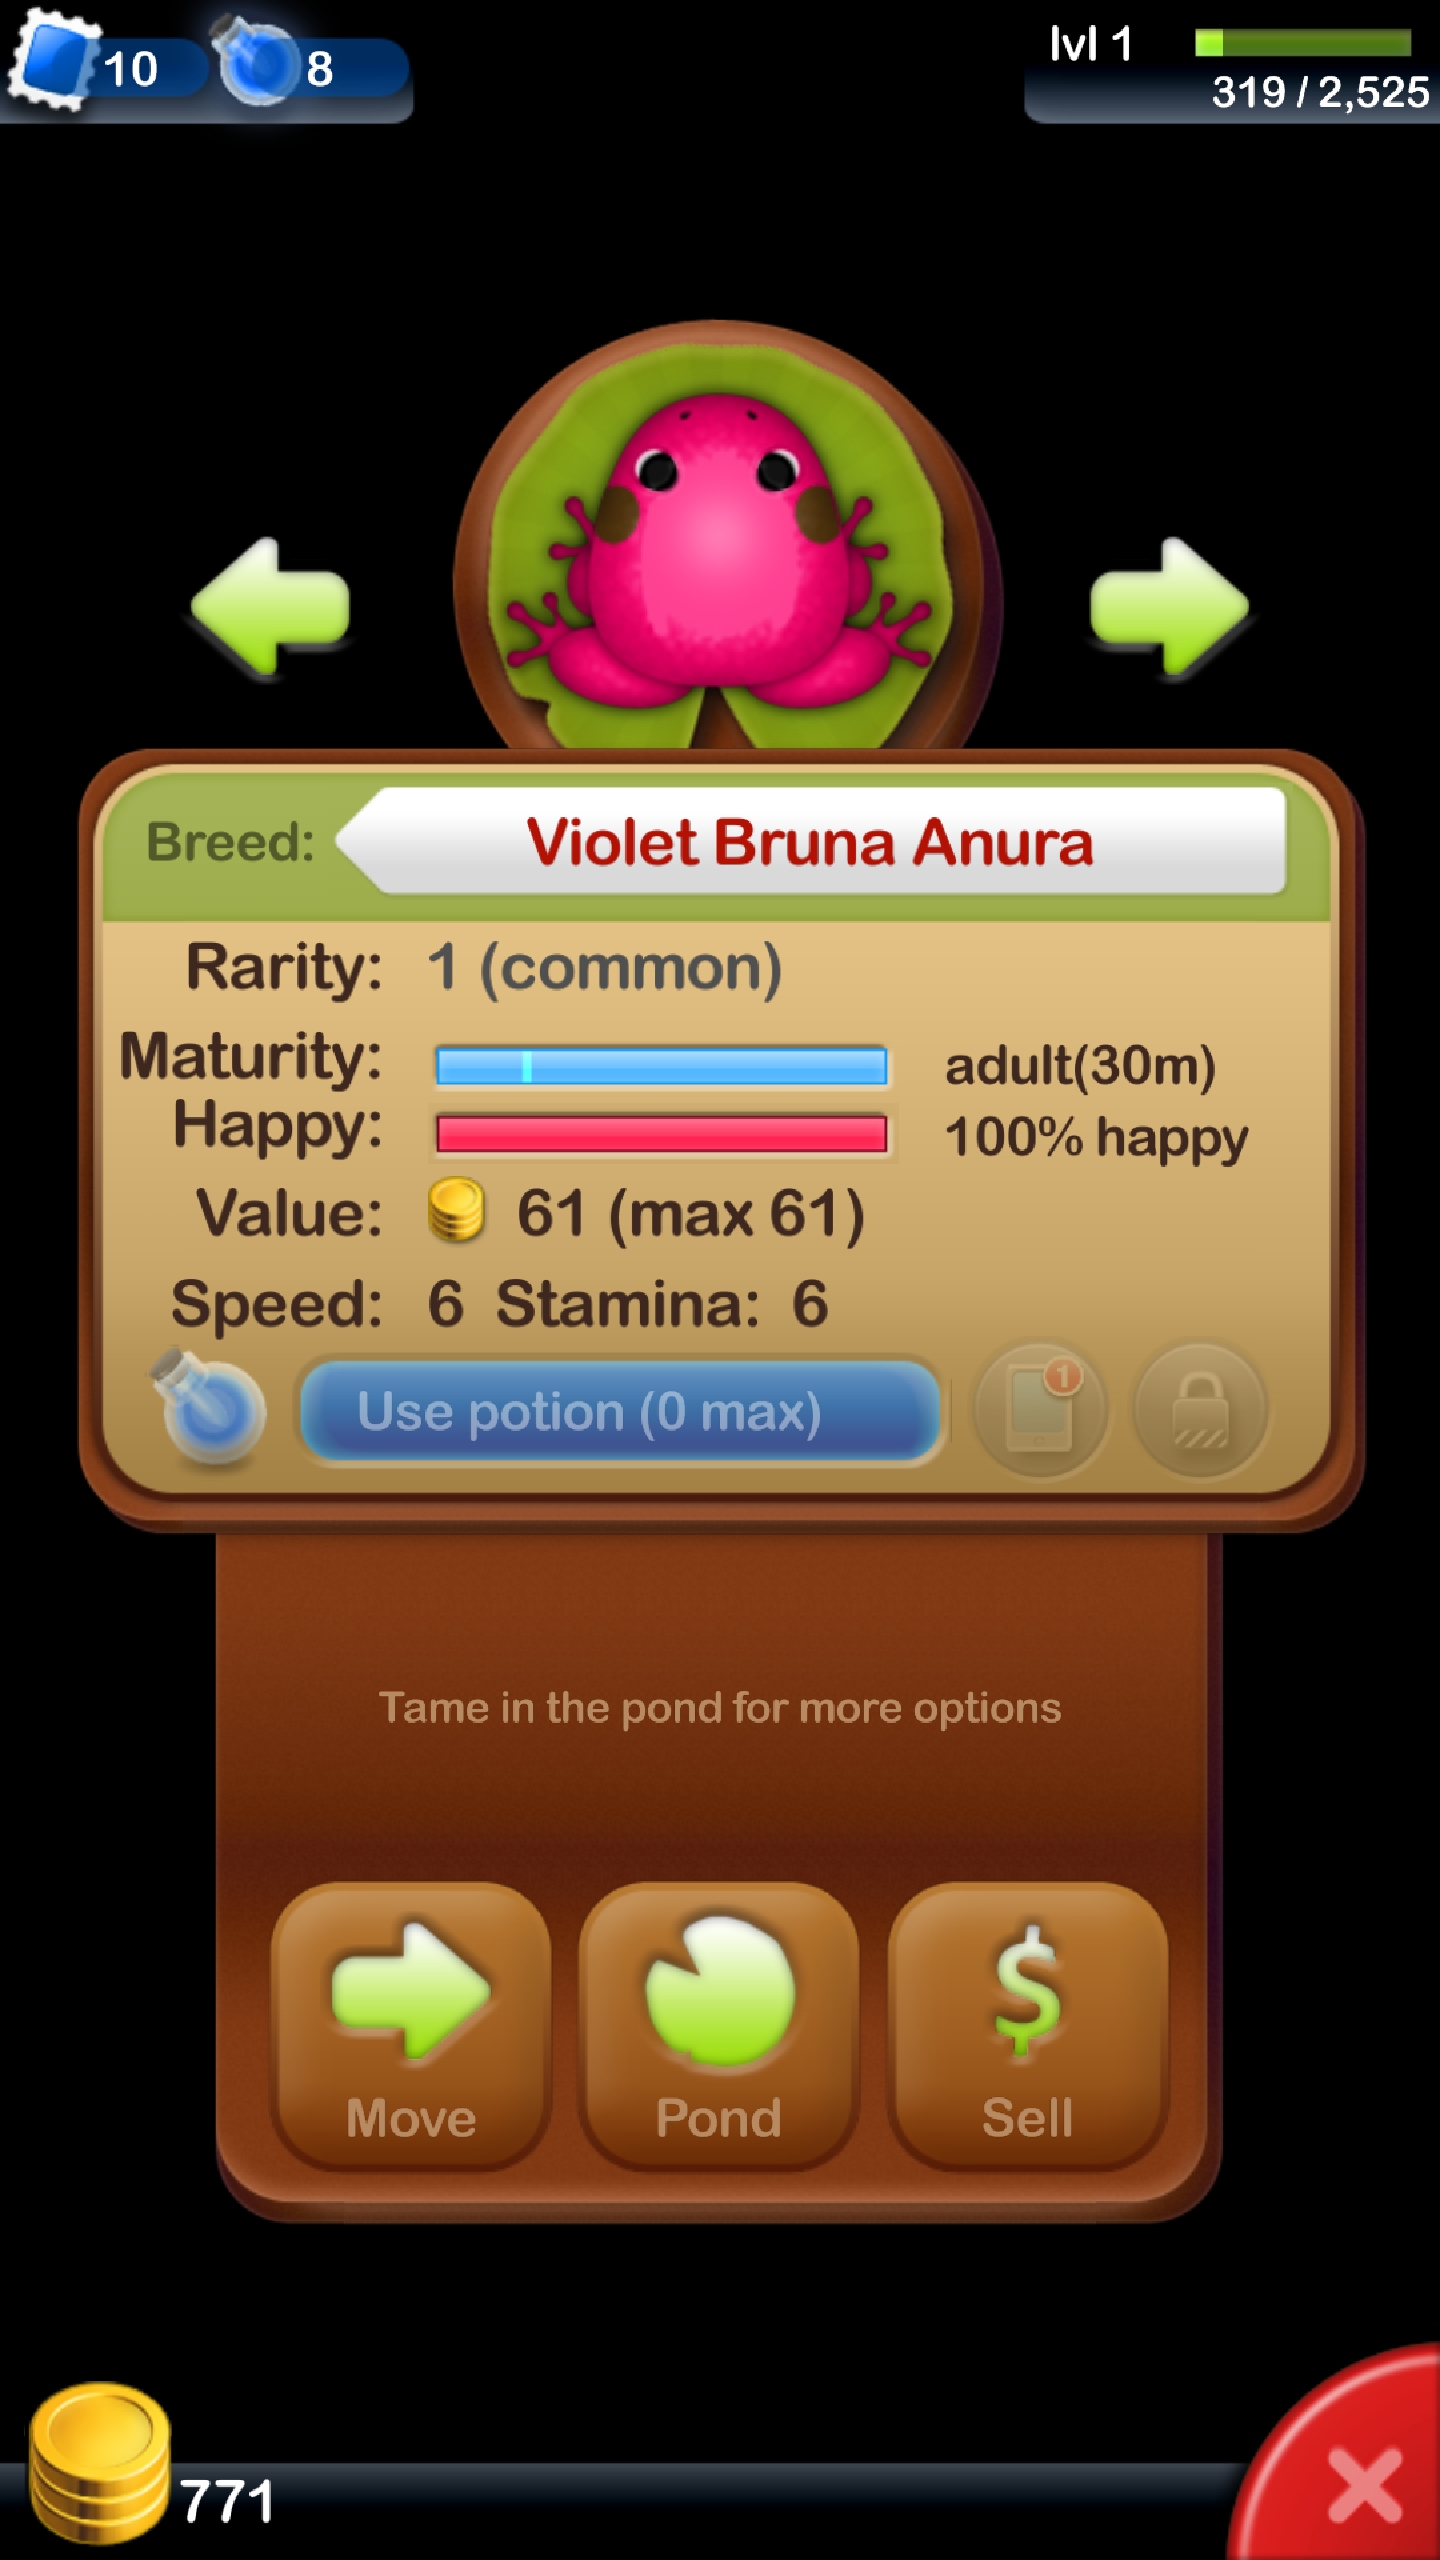 10
8
lvl 1
319 / 2,525
Breed: Violet Bruna Anura
Rarity: 1 (common)
Maturity: adult(30m)
Happy: 100% happy
Value: 61 (max 61)
Speed: 6 Stamina: 6
Use potion (0 max)
1
Tame in the pond for more options
Move Pond Sell
771